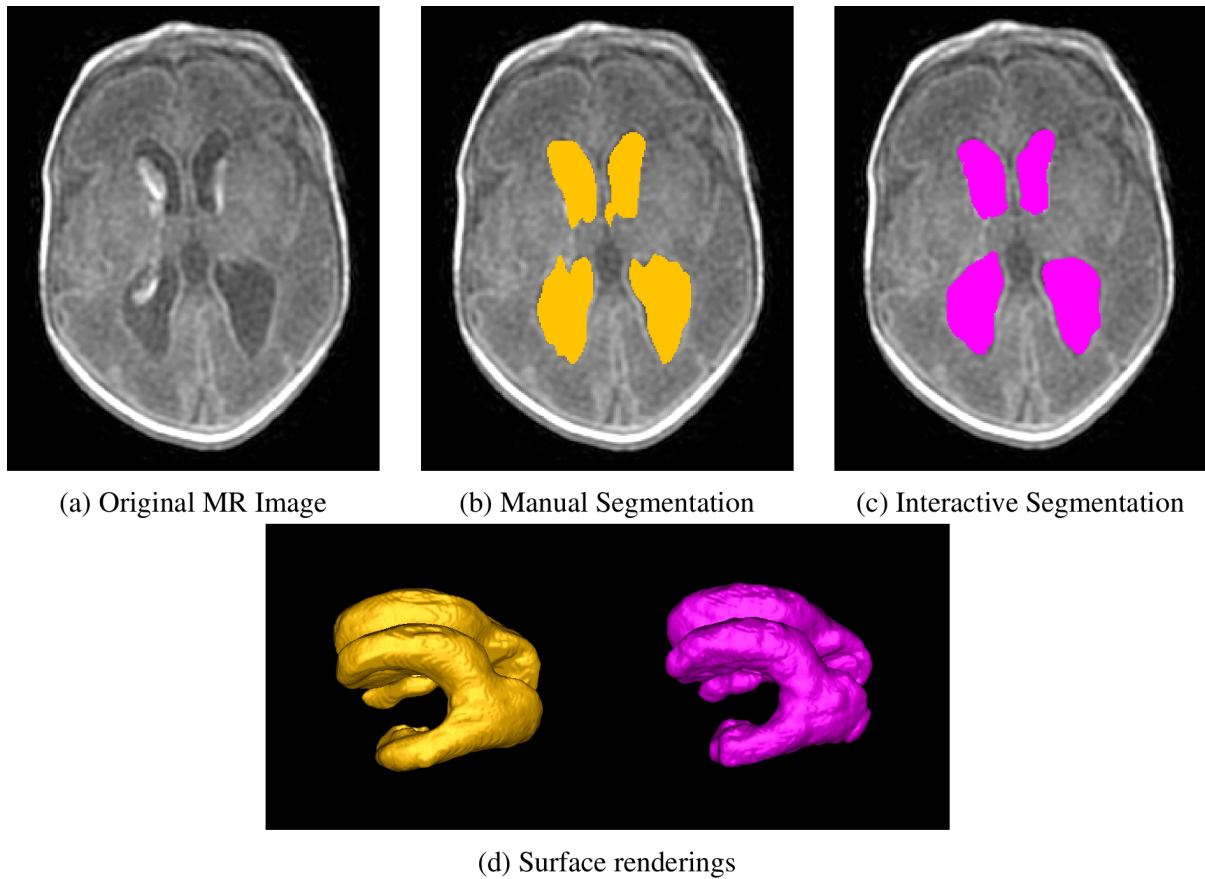 (a) Original MR Image
(b) Manual Segmentation
(c) Interactive Segmentation
(d) Surface renderings